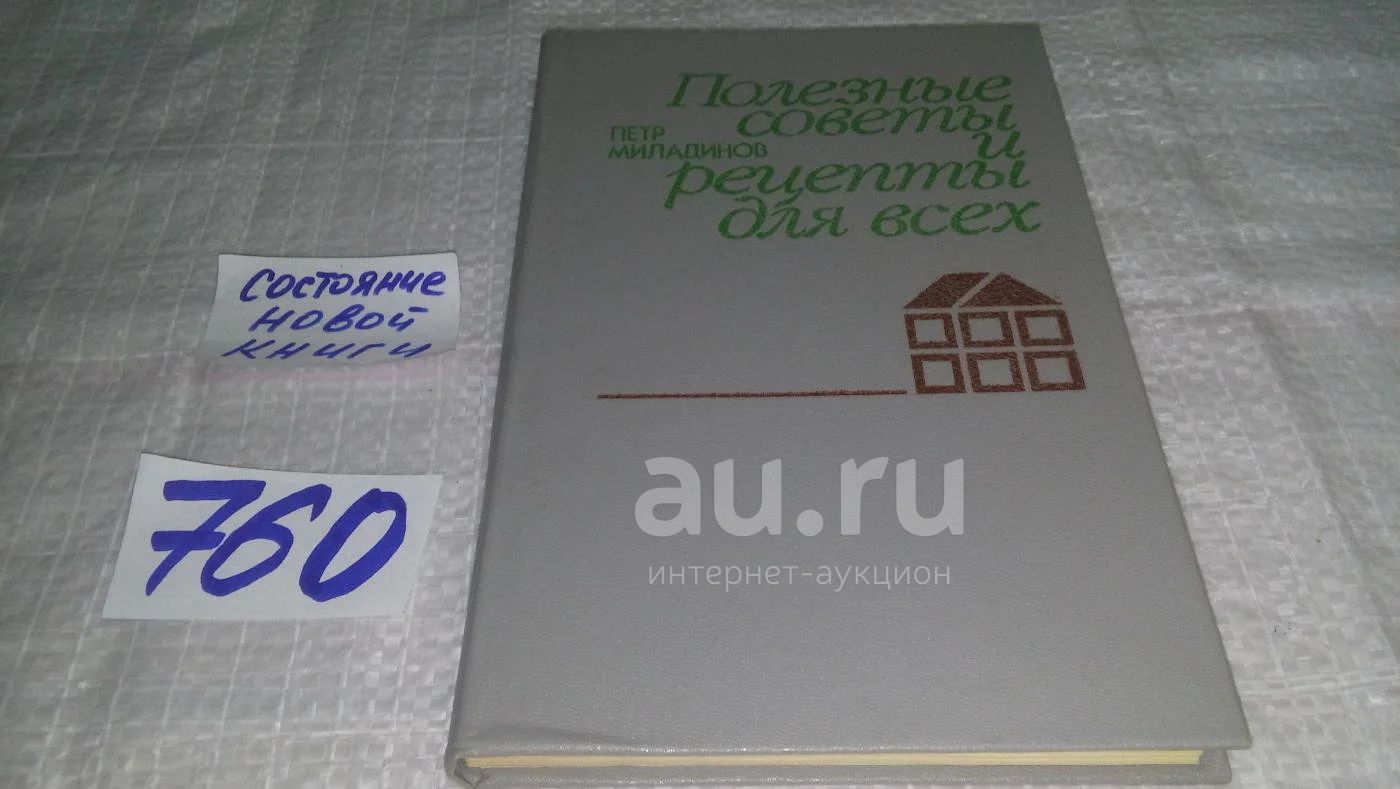 Полезные
советы
и
рецепты
для всех
ПЕТР
МИЛАДИНОВ
состояние
новой
книги
760
au.ru
интернет-аукцион